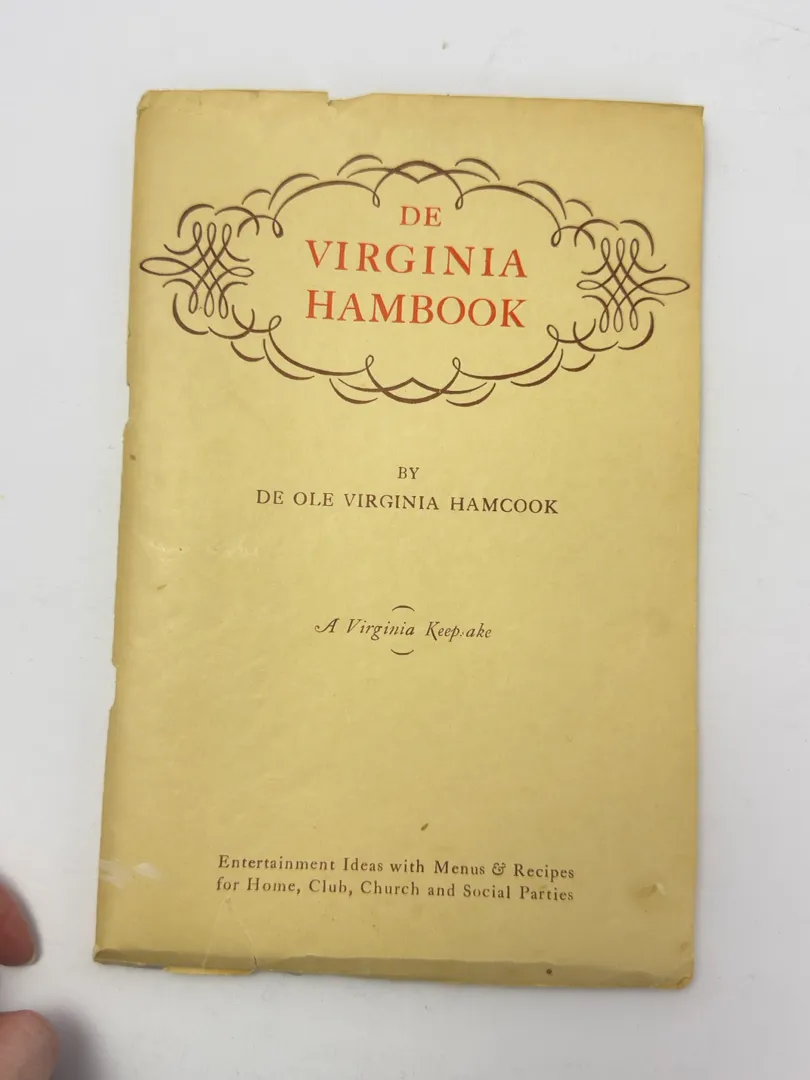 DE
VIRGINIA
HAMBOOK
BY
DE OLE VIRGINIA HAMCOOK
A Virginia Keepsake
Entertainment Ideas with Menus & Recipes
for Home, Club, Church and Social Parties